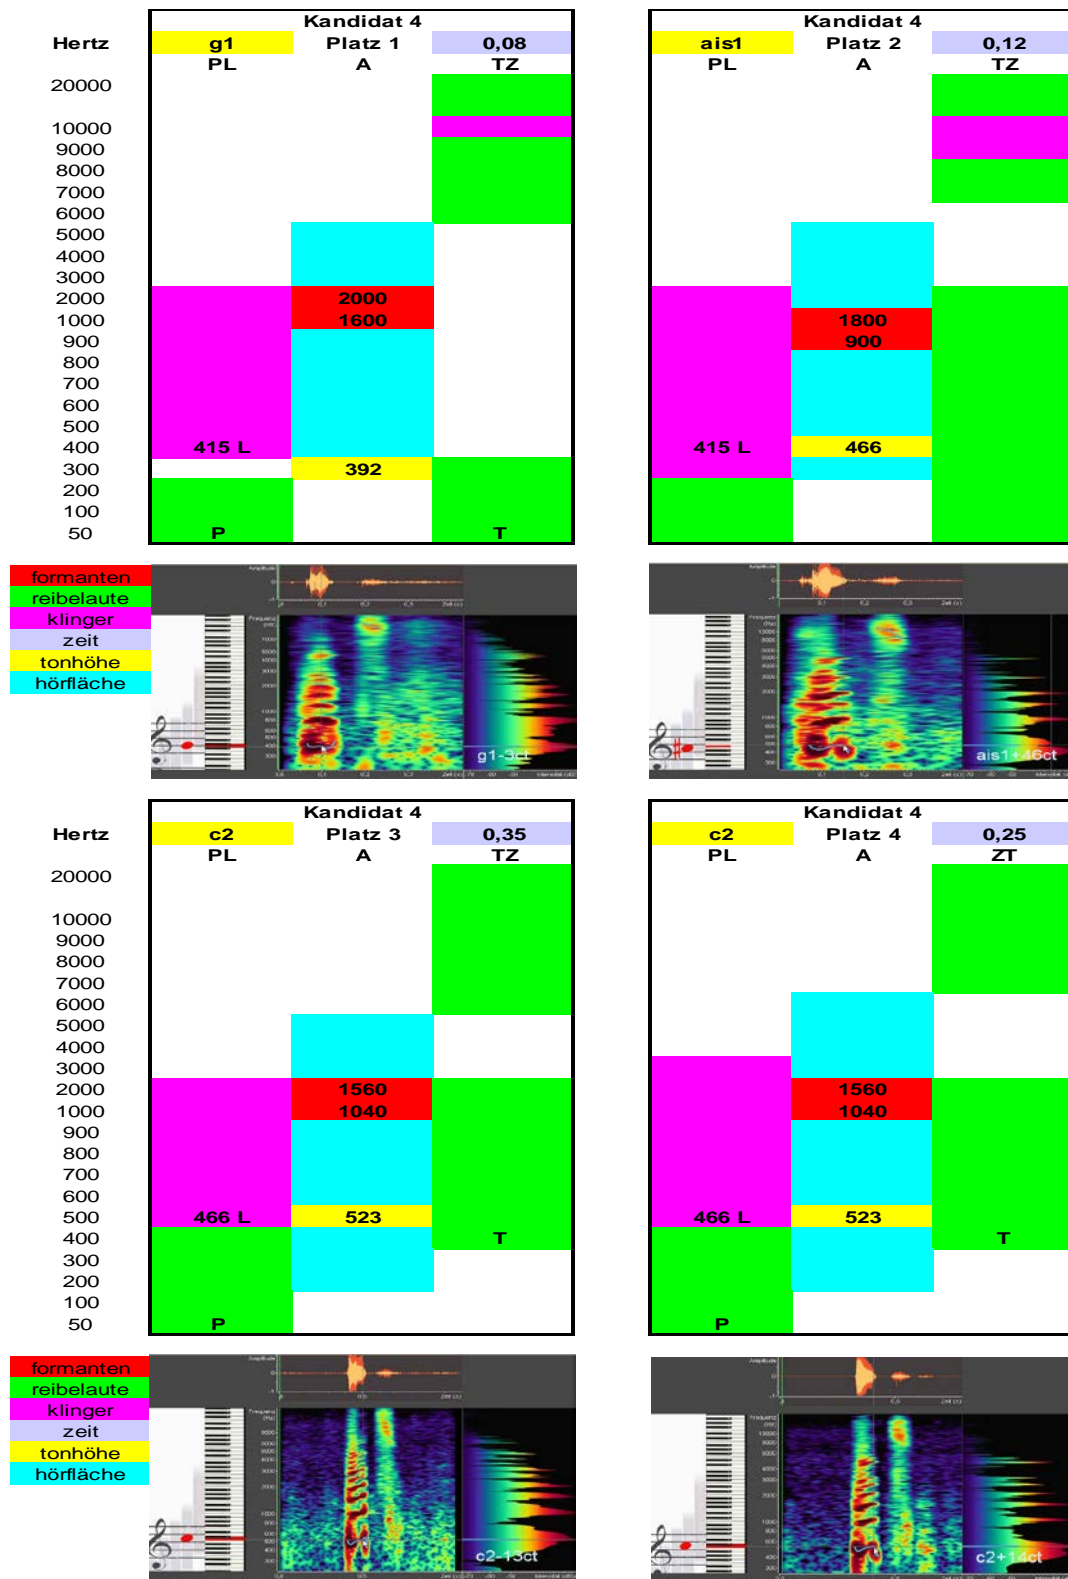 Kandidat 4
Hertz g1 Platz 1 0,08
PL A TZ
20000
10000
9000
8000
7000
6000
5000
4000
3000
2000 2000
1000 1600
900
800
700
600
500
400 415 L
300 392
200
100
50 P T
Kandidat 4
ais1 Platz 2 0,12
PL A TZ
1800
900
415 L 466
formanten
reibelaute
klinger
zeit
tonhöhe
hörfläche
g1-3ct
ais1+46ct
Kandidat 4
Hertz c2 Platz 3 0,35
PL A TZ
20000
10000
9000
8000
7000
6000
5000
4000
3000
2000 1560
1000 1040
900
800
700
600
500 466 L 523
400 T
300
200
100
50 P
Kandidat 4
c2 Platz 4 0,25
PL A ZT
1560
1040
466 L 523
T
P
formanten
reibelaute
klinger
zeit
tonhöhe
hörfläche
c2-13ct
c2+14ct